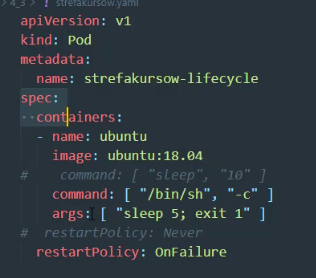 4_3 > ! strefakursow.yaml
apiVersion: v1
kind: Pod
metadata:
  name: strefakursow-lifecycle
spec:
  containers:
  - name: ubuntu
    image: ubuntu:18.04
#    command: [ "sleep", "10" ]
    command: [ "/bin/sh", "-c" ]
    args: [ "sleep 5; exit 1" ]
#  restartPolicy: Never
  restartPolicy: OnFailure